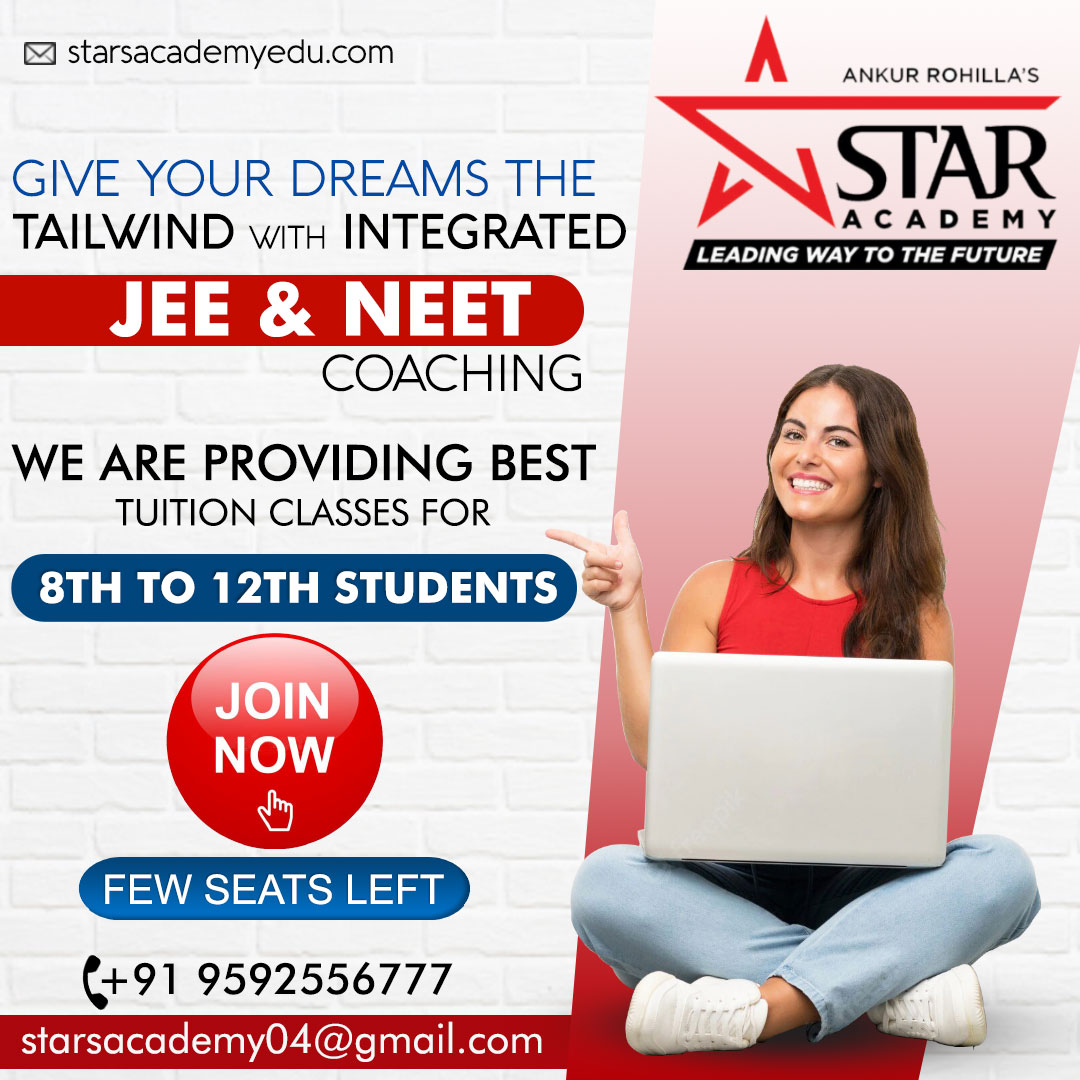 starsacademyedu.com
ANKUR ROHILLA'S
STAR
ACADEMY
LEADING WAY TO THE FUTURE
GIVE YOUR DREAMS THE
TAILWIND WITH INTEGRATED
JEE & NEET
COACHING
WE ARE PROVIDING BEST
TUITION CLASSES FOR
8TH TO 12TH STUDENTS
JOIN
NOW
FEW SEATS LEFT
+91 9592556777
starsacademy04@gmail.com